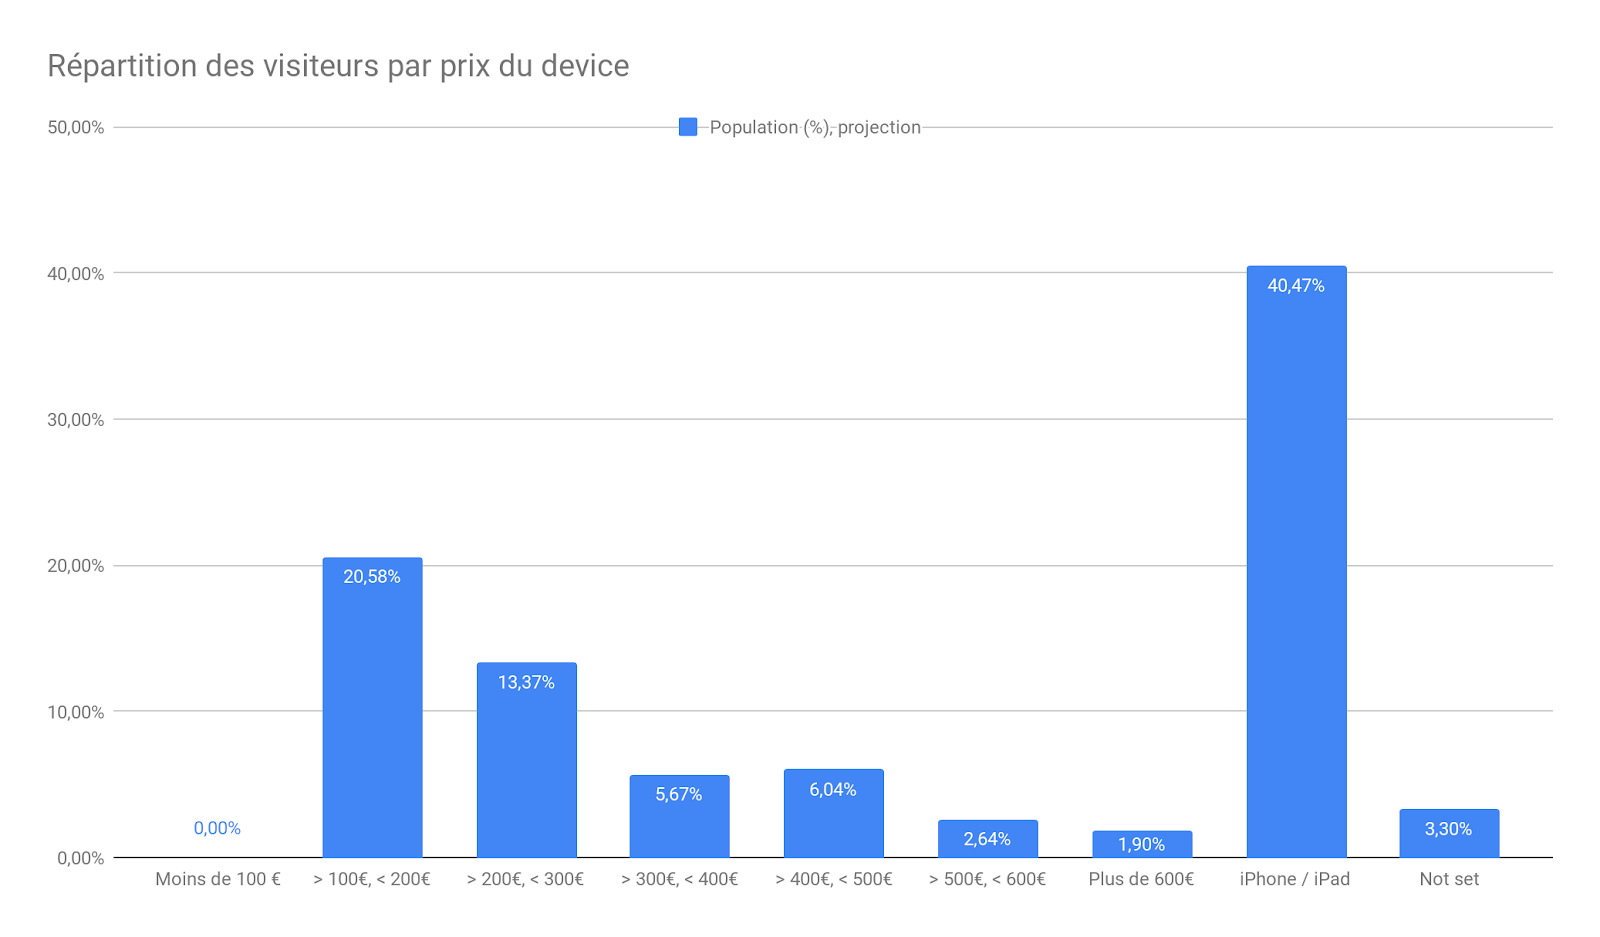 Répartition des visiteurs par prix du device
Population (%), projection
50,00%
40,00%
30,00%
20,00%
10,00%
0,00%
0,00%
20,58%
13,37%
5,67%
6,04%
2,64%
1,90%
40,47%
3,30%
Moins de 100 €
> 100€, < 200€
> 200€, < 300€
> 300€, < 400€
> 400€, < 500€
> 500€, < 600€
Plus de 600€
iPhone / iPad
Not set